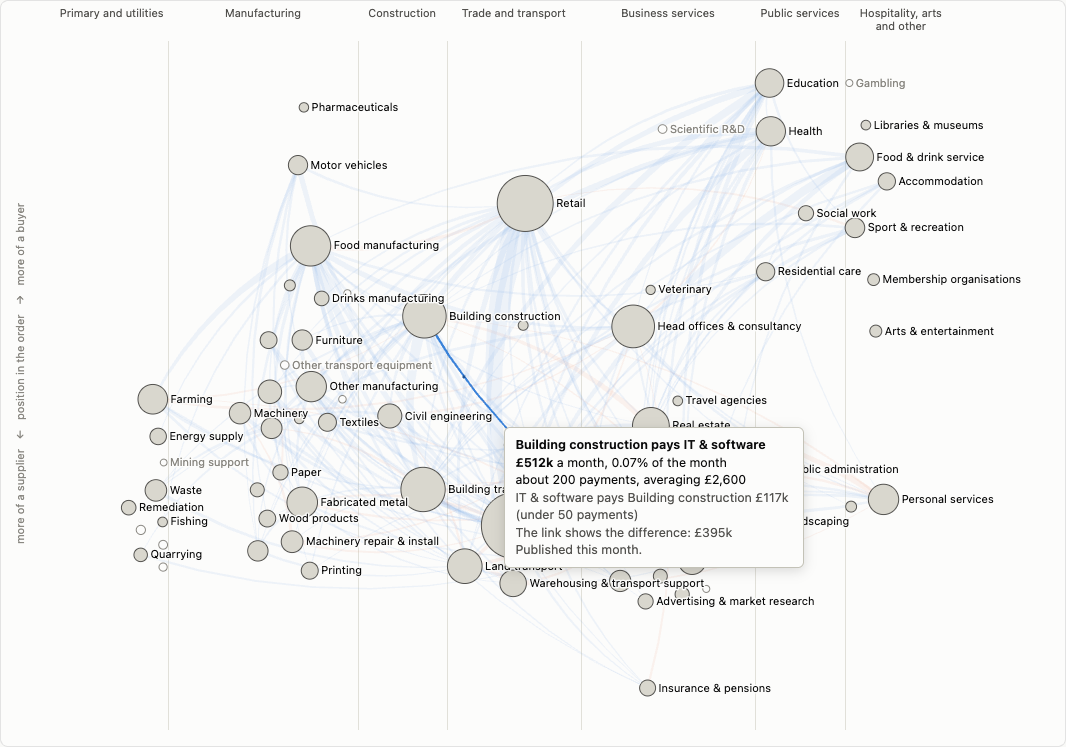 Primary and utilities
Manufacturing
Construction
Trade and transport
Business services
Public services
Hospitality, arts
and other
more of a supplier ← position in the order → more of a buyer
Education
Gambling
Pharmaceuticals
Libraries & museums
Scientific R&D
Health
Food & drink service
Motor vehicles
Accommodation
Retail
Social work
Sport & recreation
Food manufacturing
Residential care
Membership organisations
Veterinary
Drinks manufacturing
Building construction
Head offices & consultancy
Arts & entertainment
Furniture
Other transport equipment
Other manufacturing
Farming
Travel agencies
Machinery
Textiles
Civil engineering
Real estate
Energy supply
Building construction pays IT & software
£512k a month, 0.07% of the month
about 200 payments, averaging £2,600
IT & software pays Building construction £117k
(under 50 payments)
The link shows the difference: £395k
Published this month.
Mining support
administration
Paper
Waste
Building
Personal services
Fabricated metal
Remediation
Wood products
Fishing
Machinery repair & install
Quarrying
Land transport
Printing
Warehousing & transport support
Advertising & market research
Insurance & pensions